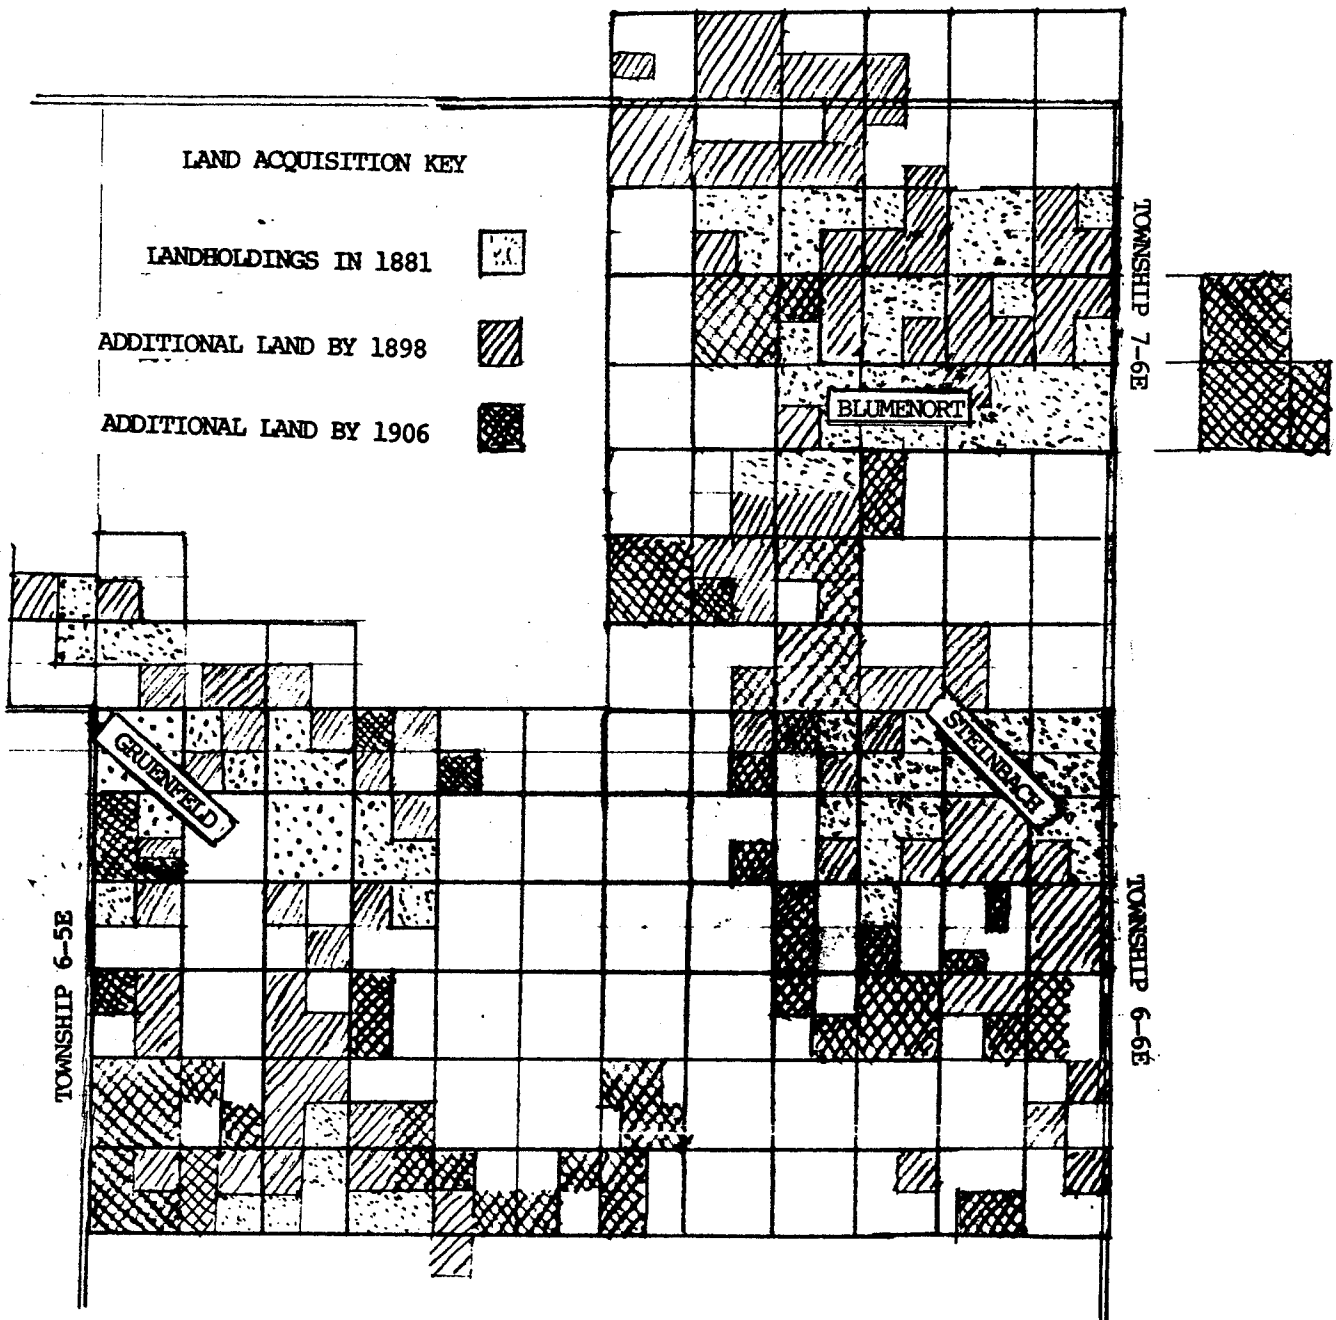 LAND ACQUISITION KEY
LANDHOLDINGS IN 1881
ADDITIONAL LAND BY 1898
ADDITIONAL LAND BY 1906
TOWNSHIP 7-6E
BLUMENORT
GRUENFELD
STEINBACH
TOWNSHIP 6-5E
TOWNSHIP 6-6E